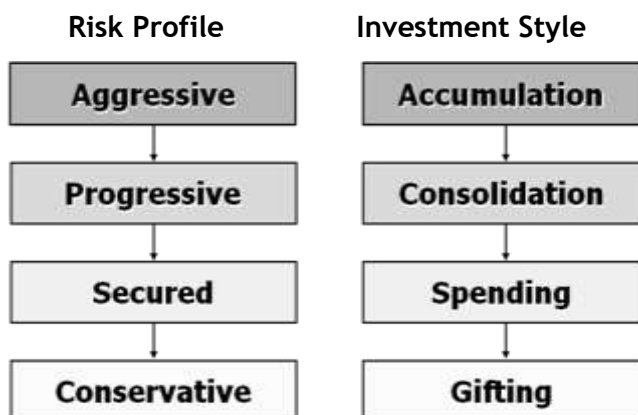 Risk Profile
Investment Style
Aggressive
Accumulation
Progressive
Consolidation
Secured
Spending
Conservative
Gifting